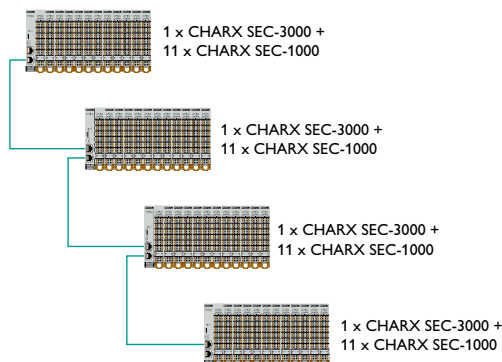 1 x CHARX SEC-3000 +
11 x CHARX SEC-1000
1 x CHARX SEC-3000 +
11 x CHARX SEC-1000
1 x CHARX SEC-3000 +
11 x CHARX SEC-1000
1 x CHARX SEC-3000 +
11 x CHARX SEC-1000